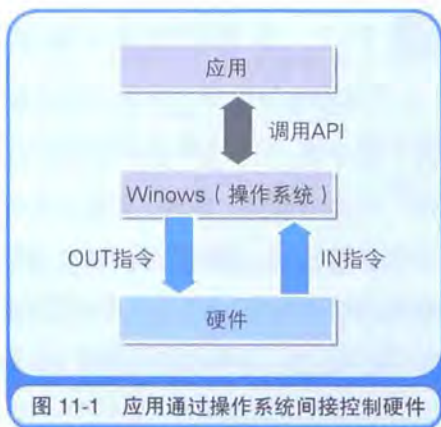 应用
调用API
Winows（操作系统）
OUT指令 IN指令
硬件
图 11-1 应用通过操作系统间接控制硬件